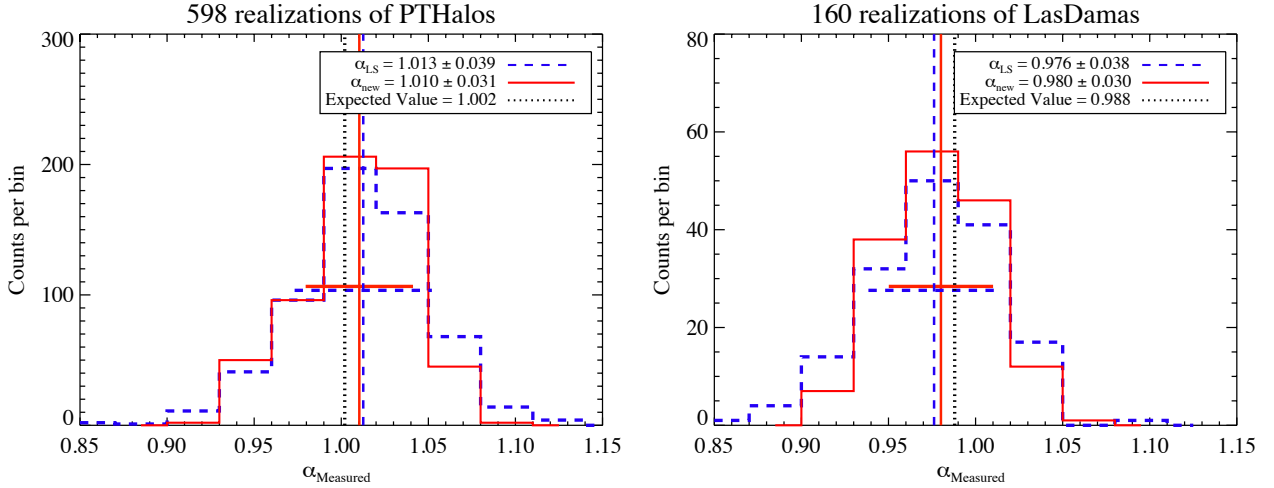 598 realizations of PTHalos
300
200
100
0
Counts per bin
α_LS = 1.013 ± 0.039
α_new = 1.010 ± 0.031
Expected Value = 1.002
0.85 0.90 0.95 1.00 1.05 1.10 1.15
α_Measured
160 realizations of LasDamas
80
60
40
20
0
Counts per bin
α_LS = 0.976 ± 0.038
α_new = 0.980 ± 0.030
Expected Value = 0.988
0.85 0.90 0.95 1.00 1.05 1.10 1.15
α_Measured